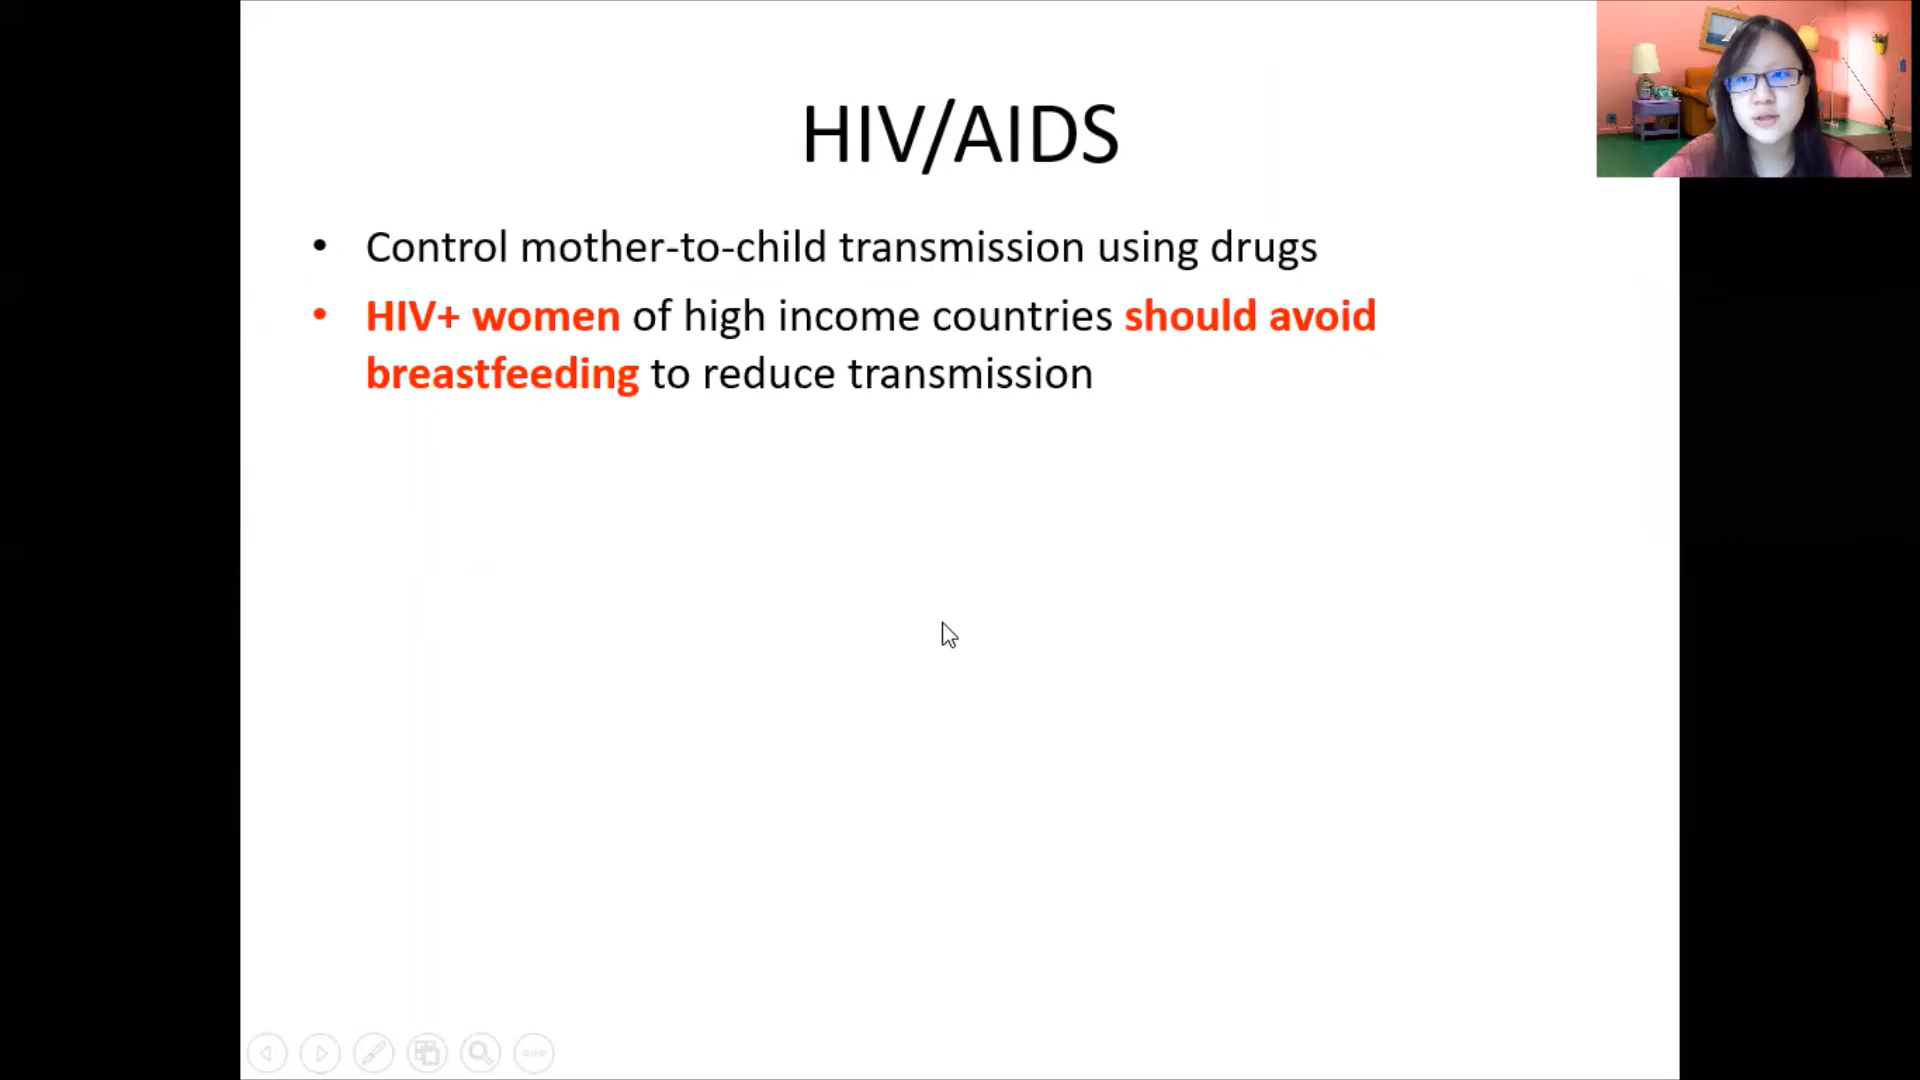 HIV/AIDS
• Control mother-to-child transmission using drugs
• HIV+ women of high income countries should avoid
breastfeeding to reduce transmission